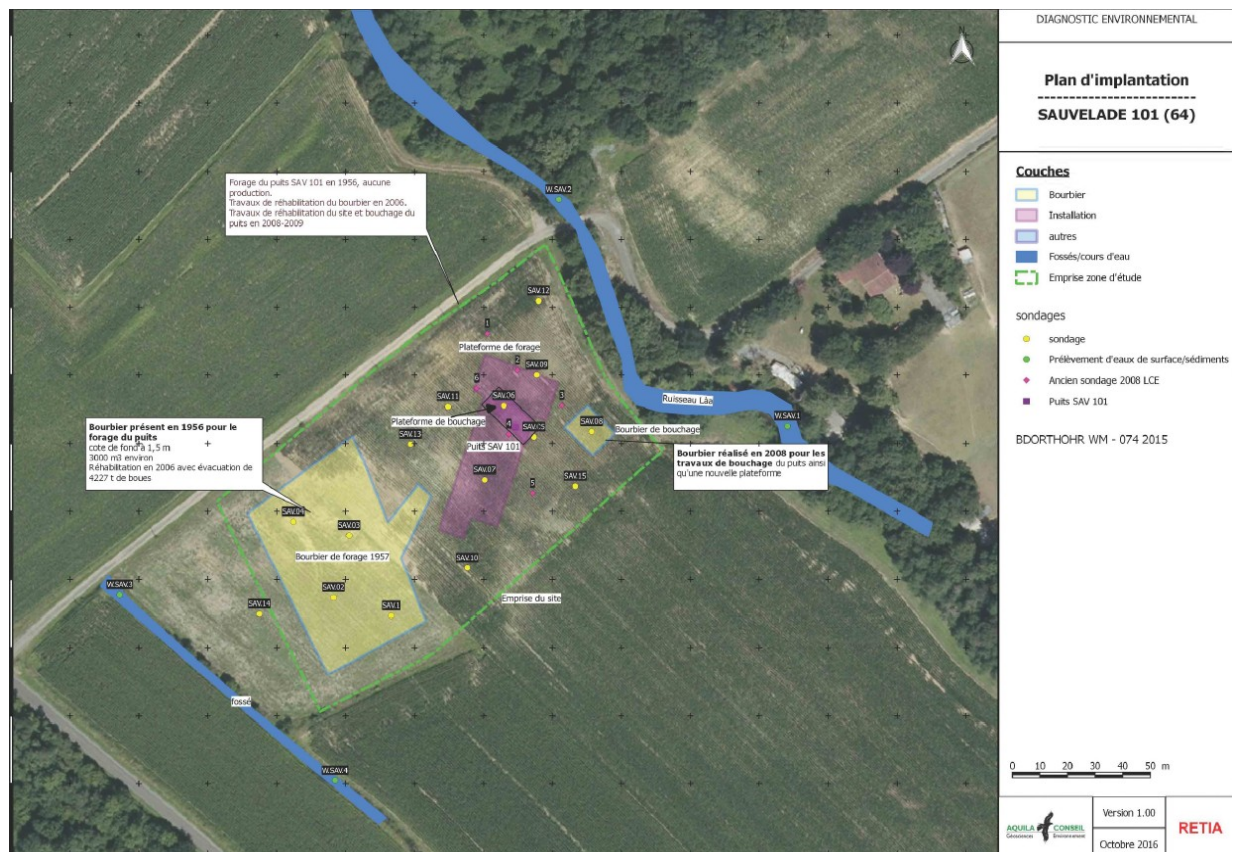 DIAGNOSTIC ENVIRONNEMENTAL
Plan d'implantation
--------------------
SAUVELADE 101 (64)
Couches
Bourbier
Installation
autres
Fossés/cours d'eau
Emprise zone d'étude
sondages
sondage
Prélèvement d'eaux de surface/sédiments
Ancien sondage 2008 LCE
Puits SAV 101
BDORTHOHR WM - 074 2015
0 10 20 30 40 50 m
AQUILA CONSEIL
Géosciences Environnement
Version 1.00
Octobre 2016
RETIA
Forage du puits SAV 101 en 1956, aucune
production.
Travaux de réhabilitation du bourbier en 2006.
Travaux de réhabilitation du site et bouchage du
puits en 2008-2009
W.SAV.2
SAV.12
1
Plateforme de forage
2
SAV.09
6
SAV.06
3
SAV.11
Ruisseau Lâa
Plateforme de bouchage
4
SAV.05
SAV.08
Bourbier de bouchage
W.SAV.1
SAV.13
Puits SAV 101
Bourbier présent en 1956 pour le
forage du puits
cote de fond à 1,5 m
3000 m3 environ
Réhabilitation en 2006 avec évacuation de
4227 t de boues
Bourbier réalisé en 2008 pour les
travaux de bouchage du puits ainsi
qu'une nouvelle plateforme
SAV.07
5
SAV.15
SAV.04
SAV.03
Bourbier de forage 1957
SAV.10
W.SAV.3
SAV.02
Emprise du site
SAV.14
SAV.1
fossé
W.SAV.4